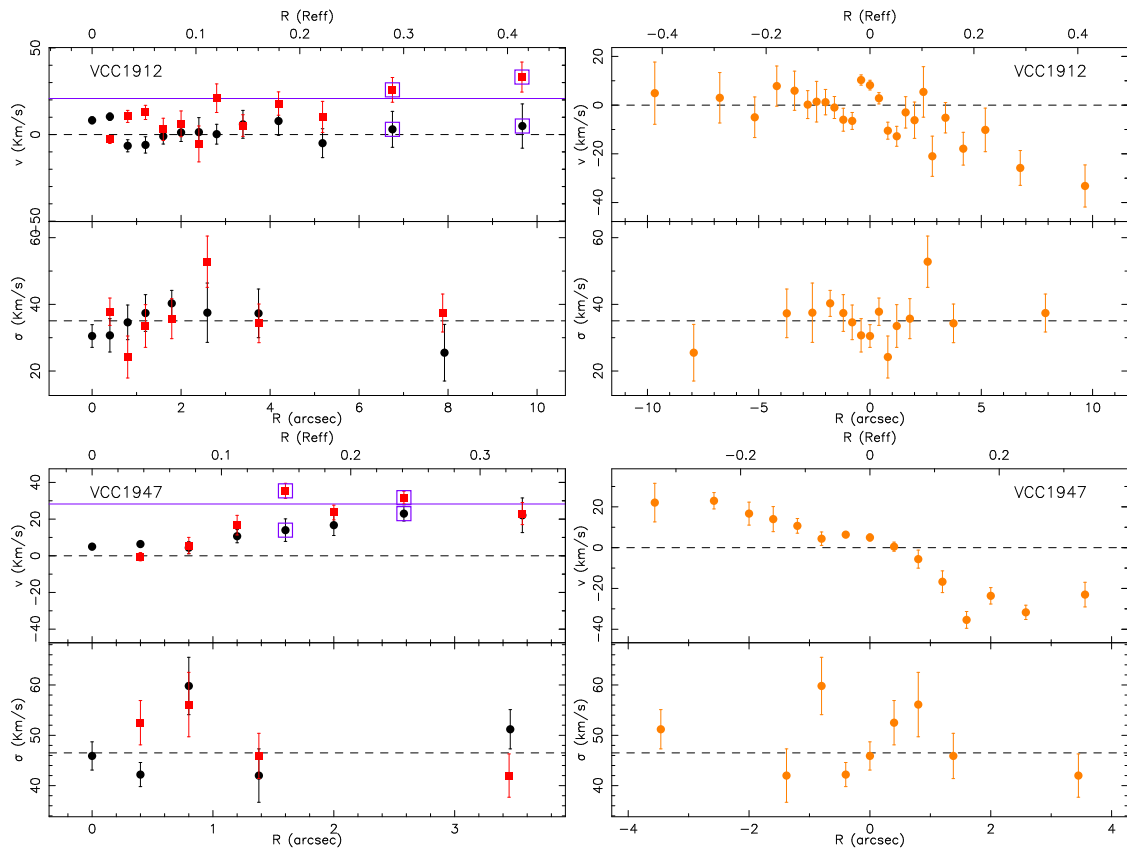 R (Reff) R (Reff)
0 0.1 0.2 0.3 0.4 -0.4 -0.2 0 0.2 0.4
VCC1912 VCC1912
v (Km/s) -50 0 50 v (Km/s) -40 -20 0 20
σ (Km/s) 20 40 60 σ (Km/s) 20 40 60
0 2 4 6 8 10 -10 -5 0 5 10
R (arcsec) R (arcsec)
R (Reff) R (Reff)
0 0.1 0.2 0.3 -0.2 0 0.2
VCC1947 VCC1947
v (Km/s) -40 -20 0 20 40 v (Km/s) -40 -20 0 20
σ (Km/s) 40 50 60 σ (Km/s) 40 50 60
0 1 2 3 -4 -2 0 2 4
R (arcsec) R (arcsec)